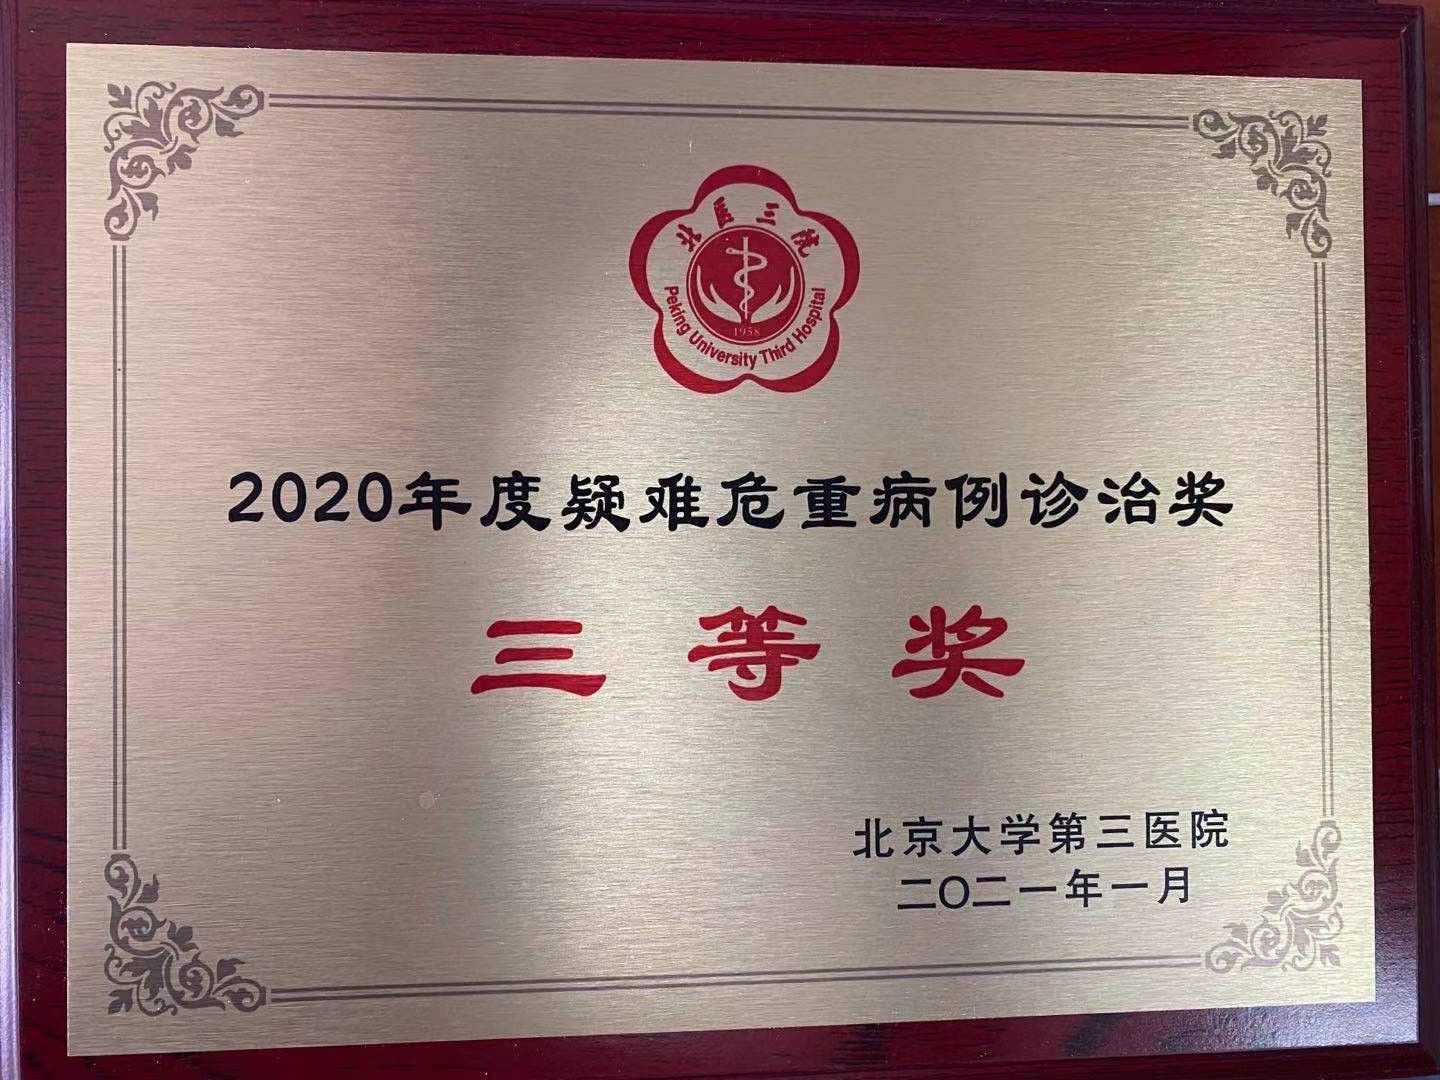 北医三院
1958
Peking University Third Hospital
2020年度疑难危重病例诊治奖
三等奖
北京大学第三医院
二〇二一年一月